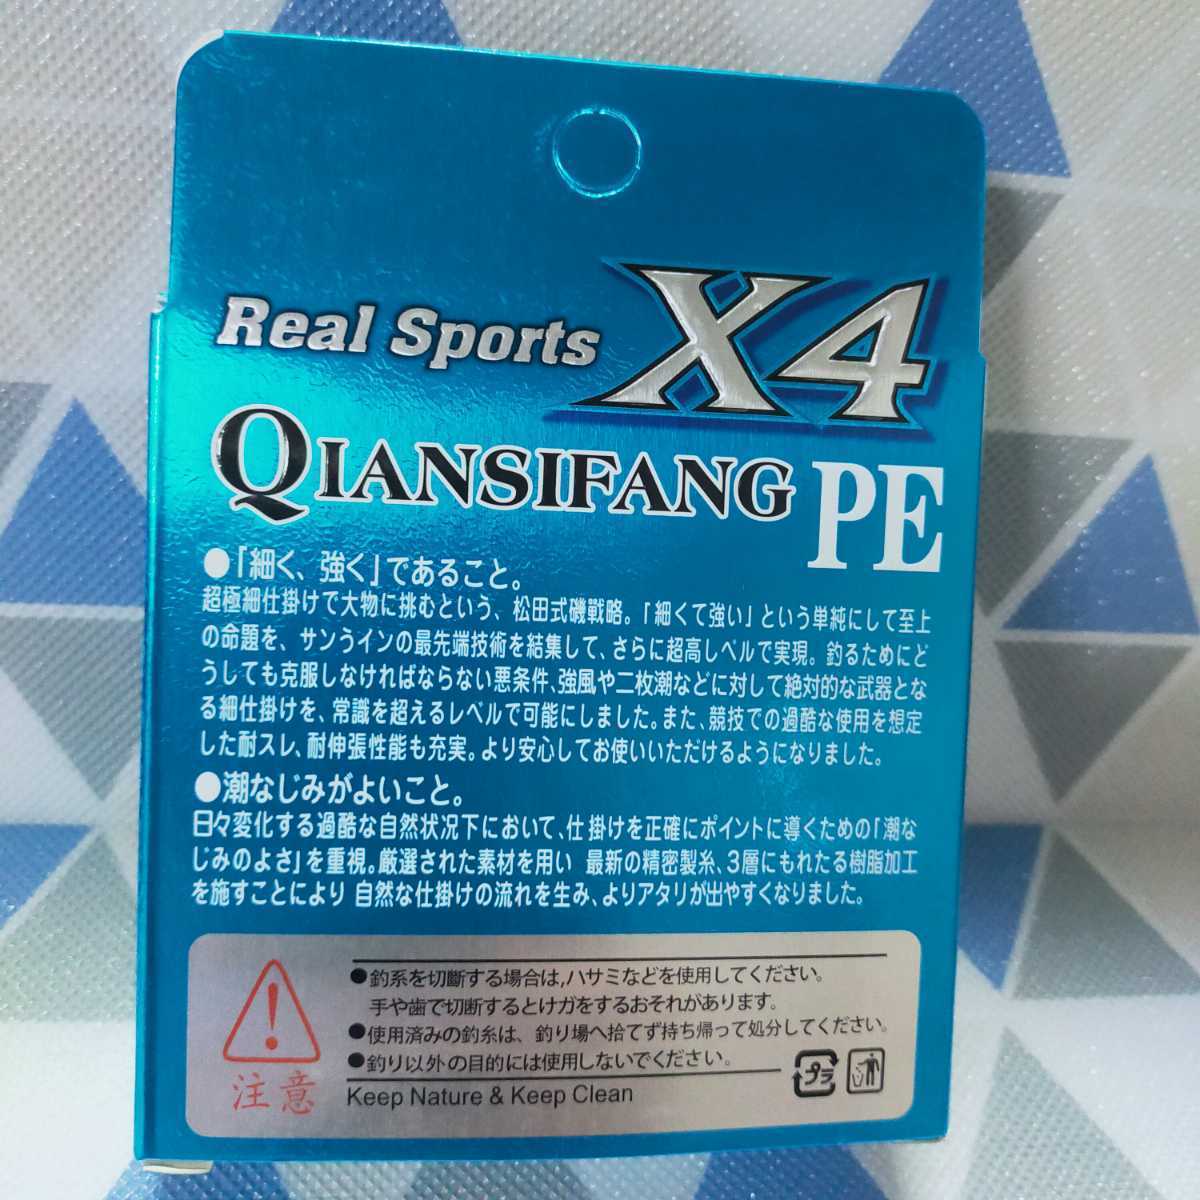 Real Sports X4
QIANSIFANG PE
●「細く、強く」であること。
超極細仕掛けで大物に挑むという、松田式磯戦略。「細くて強い」という単純にして至上
の命題を、サンうインの最先端技術を結集して、さらに超高しベルで実現。釣るためにど
うしても克服しなければならない悪条件、強風や二枚潮などに対して絶対的な武器とな
る細仕掛けを、常識を超えるレベルで可能にしました。また、競技での過酷な使用を想定
した耐スレ、耐伸張性能も充実。より安心してお使いいただけるようになりました。
●潮なじみがよいこと。
日々変化する過酷な自然状況下において、仕掛けを正確にポイントに導くための「潮な
じみのよさ」を重視。厳選された素材を用い 最新の精密製糸、3層にもれたる樹脂加工
を施すことにより 自然な仕掛けの流れを生み、よりアタリが出やすくなりました。
●釣系を切斷する場合は,ハサミなどを使用してください。
手や歯で切断するとけガをするおそれがあります。
●使用済みの釣糸は、釣り場へ捨てず持ち帰って処分してください。
●釣り以外の目的には使用しないでください。
注意
Keep Nature & Keep Clean
プラ